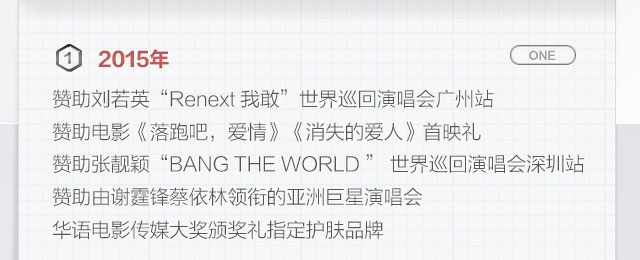 1 2015年 ONE
赞助刘若英“Renext 我敢”世界巡回演唱会广州站
赞助电影《落跑吧，爱情》《消失的爱人》首映礼
赞助张靓颖“BANG THE WORLD ” 世界巡回演唱会深圳站
赞助由谢霆锋蔡依林领衔的亚洲巨星演唱会
华语电影传媒大奖颁奖礼指定护肤品牌